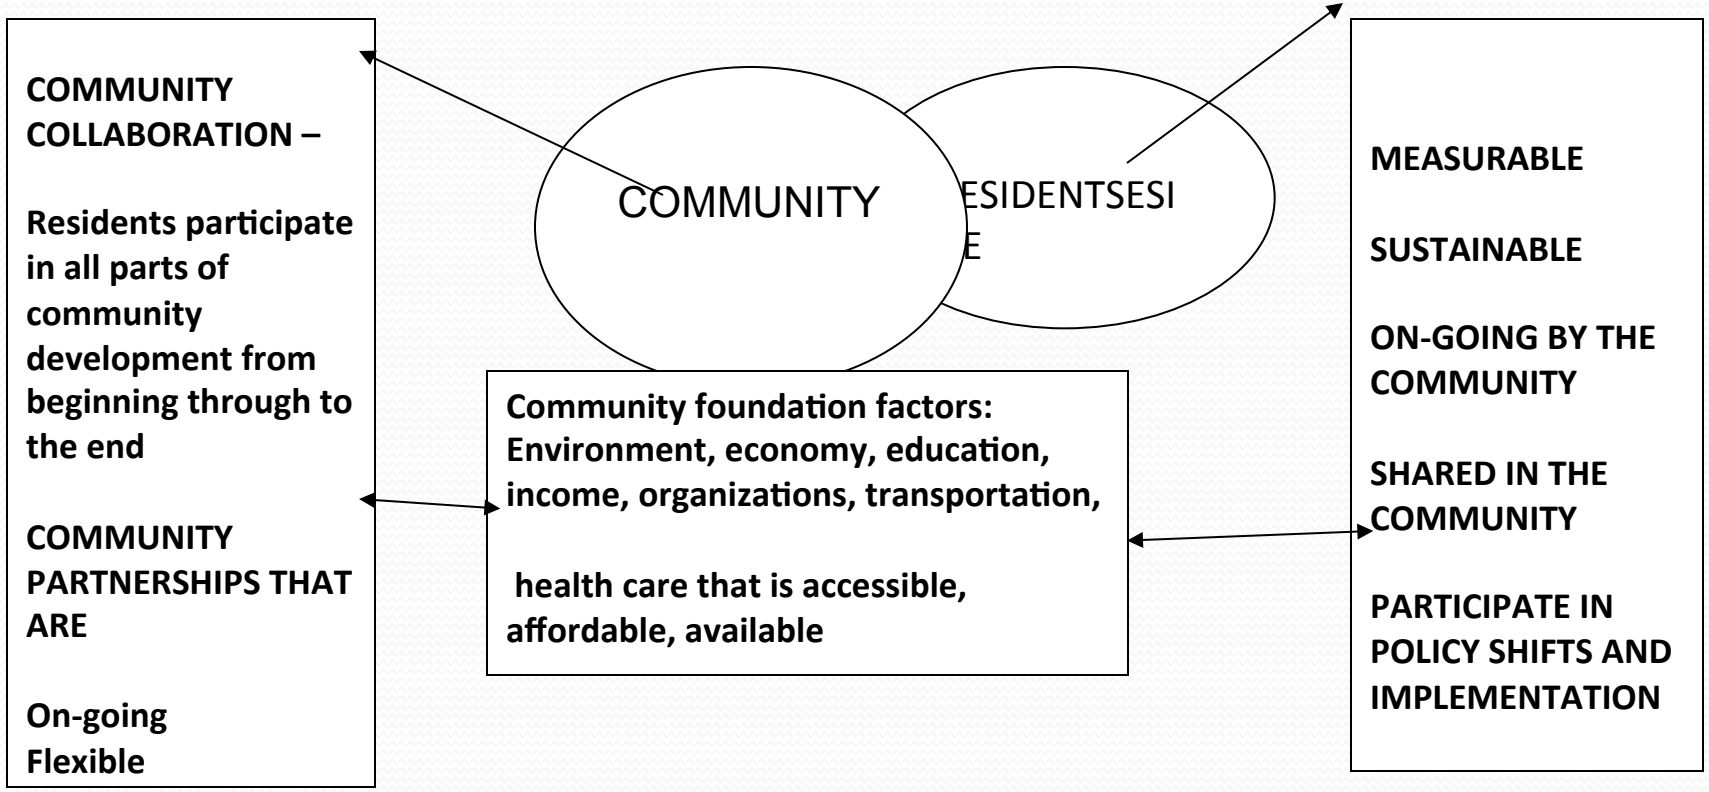 COMMUNITY
COLLABORATION –
Residents participate
in all parts of
community
development from
beginning through to
the end
COMMUNITY
PARTNERSHIPS THAT
ARE
On-going
Flexible
COMMUNITY
ESIDENTSESI
E
Community foundation factors:
Environment, economy, education,
income, organizations, transportation,
health care that is accessible,
affordable, available
MEASURABLE
SUSTAINABLE
ON-GOING BY THE
COMMUNITY
SHARED IN THE
COMMUNITY
PARTICIPATE IN
POLICY SHIFTS AND
IMPLEMENTATION